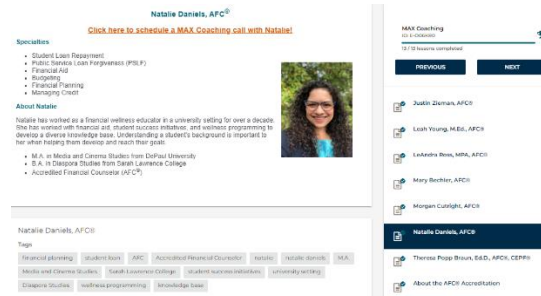 Natalie Daniels, AFC®
Click here to schedule a MAX Coaching call with Natalie!
Specialties
Student Loan Repayment
Public Service Loan Forgiveness (PSLF)
Financial Aid
Budgeting
Financial Planning
Managing Credit
About Natalie
Natalie has worked as a financial wellness educator in a university setting for over a decade.
She has worked with financial aid, student success initiatives, and wellness programming to
develop a diverse knowledge base. Understanding a student's background is important to
her when helping them develop and reach their goals
M.A. in Media and Cinema Studies from DePaul University
B.A. in Diaspora Studies from Sarah Lawrence College
Accredited Financial Counselor (AFC®)
Natalie Daniels, AFC®
Tags
financial planning student loan AFC Accredited Financial Counselor natalie natalie daniels M.A.
Media and Cinema Studies Sarah Lawrence College student success initiatives university setting
Diaspora Studies wellness programming knowledge base
MAX Coaching
13 / 13 lessons completed
PREVIOUS NEXT
Justin Zieman, AFC®
Leah Young, M.Ed., AFC®
LeAndra Ross, MPA, AFC®
Mary Bechler, AFC®
Morgan Cutright, AFC®
Natalie Daniels, AFC®
Theresa Popp Braun, Ed.D., AFC®, CEPF®
About the AFC® Accreditation